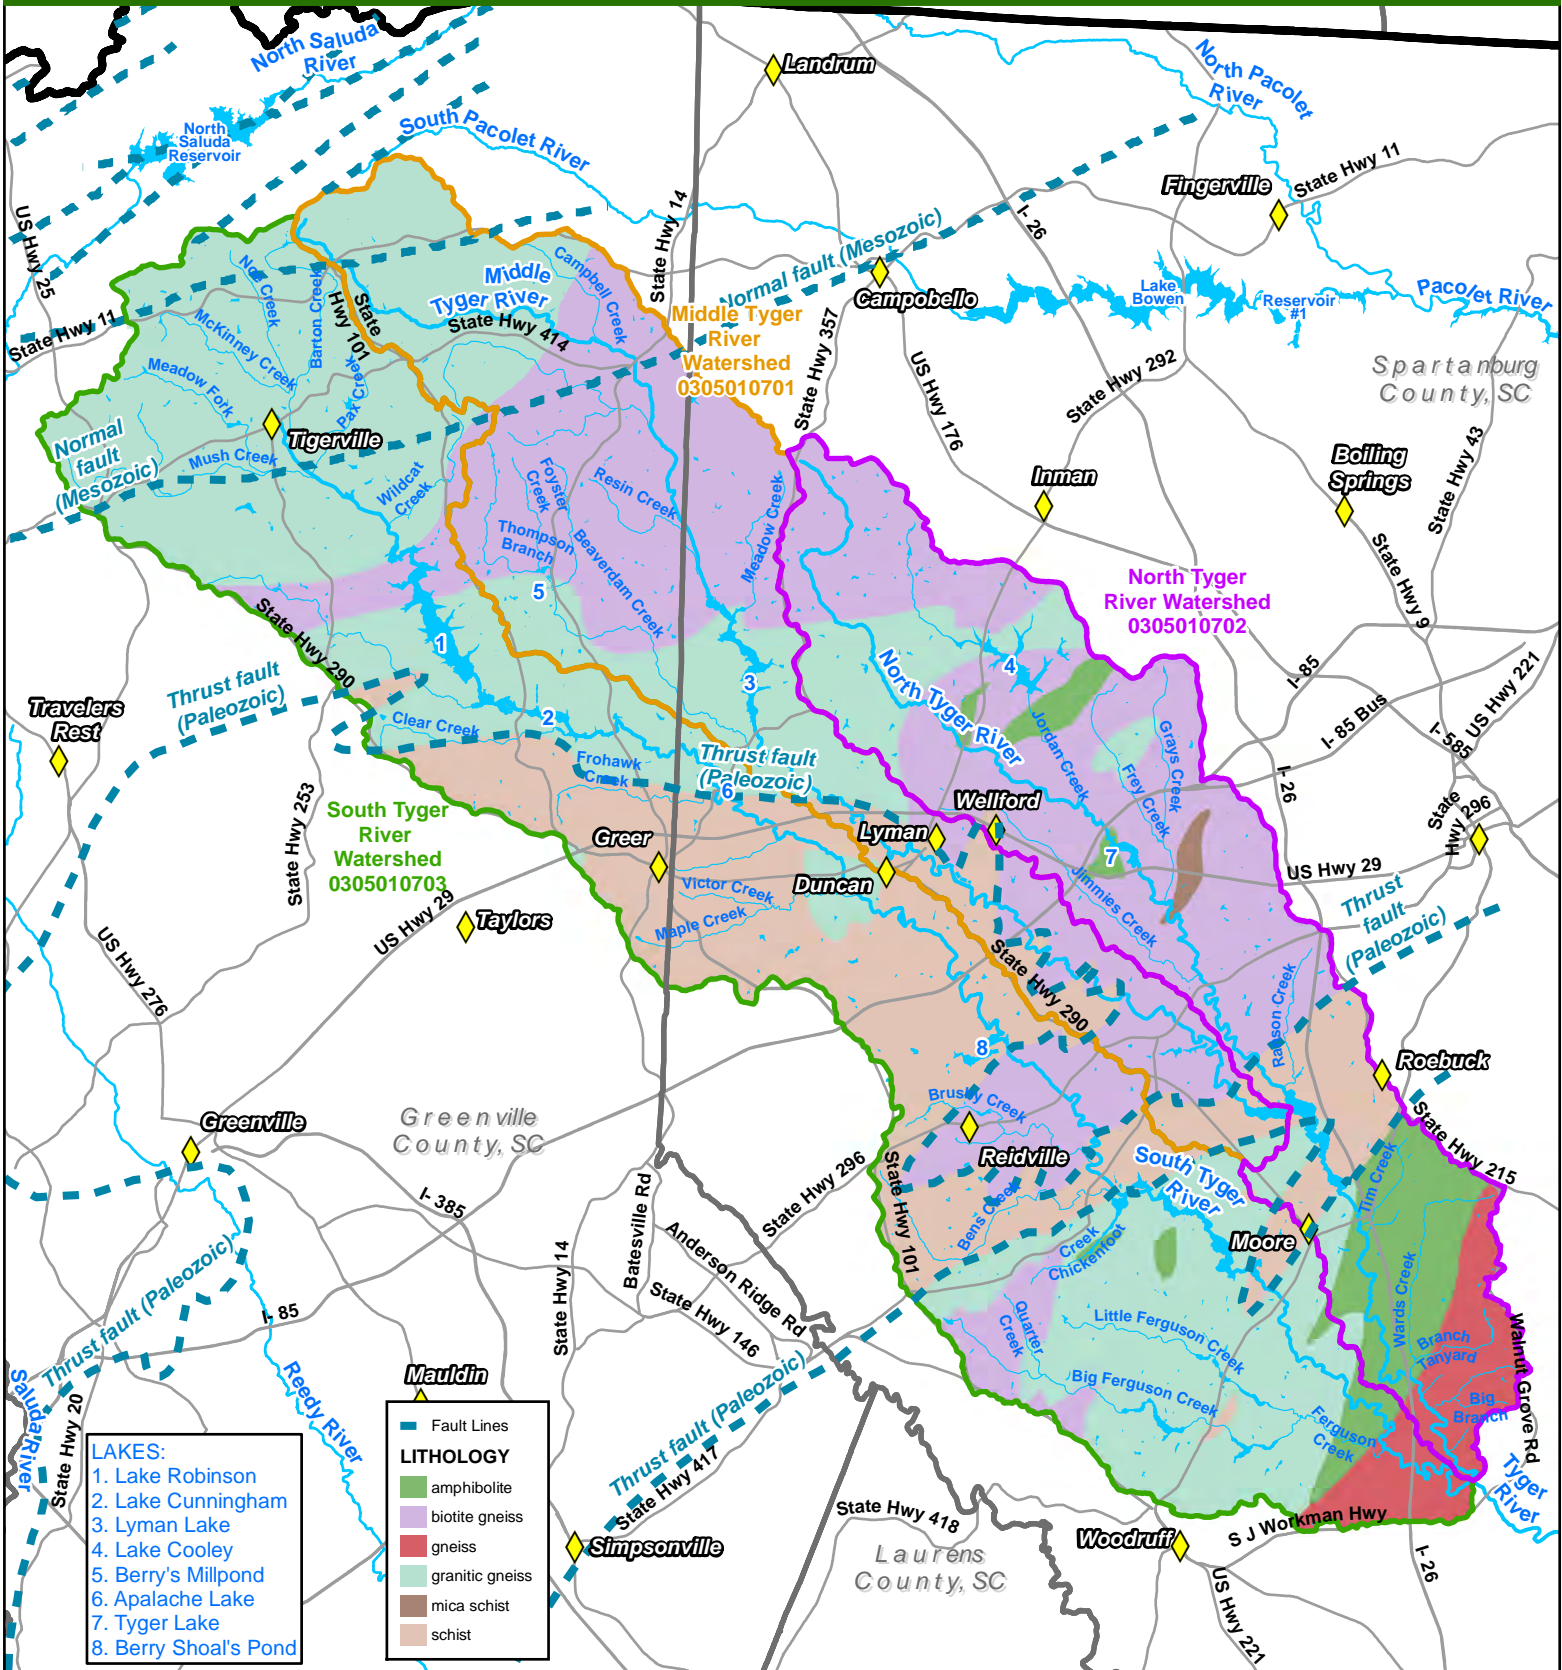 North Saluda
River
Landrum
North Pacolet
River
North
Saluda
Reservoir
South Pacolet River
Fingerville
State Hwy 11
US Hwy 25
State Hwy 14
I- 26
Normal fault (Mesozoic)
Campobello
Lake
Bowen
Reservoir
#1
Pacolet River
Noe Creek
Barton Creek
State
Hwy 101
Middle
Tyger River
Campbell Creek
State Hwy 414
Middle Tyger
River
Watershed
0305010701
State Hwy 357
State Hwy 11
McKinney Creek
Meadow Fork
Pax Creek
US Hwy 176
State Hwy 292
Spartanburg
County, SC
Tigerville
Normal
fault
(Mesozoic)
Mush Creek
Wildcat
Creek
Foyster
Creek
Resin Creek
Thompson
Branch
Beaverdam Creek
Meadow Creek
Inman
Boiling
Springs
State Hwy 43
State Hwy 9
North Tyger
River Watershed
0305010702
5
1
3
4
2
State Hwy 290
Thrust fault
(Paleozoic)
Travelers
Rest
Clear Creek
Frohawk
Creek
Thrust fault
(Paleozoic)
6
North Tyger River
Jordan Creek
Frey Creek
Grays Creek
I- 85
I- 85 Bus
I- 585
US Hwy 221
I- 26
State
Hwy 296
State Hwy 253
South Tyger
River
Watershed
0305010703
Greer
Wellford
Lyman
Duncan
7
US Hwy 29
US Hwy 29
Taylors
Victor Creek
Maple Creek
Jimmies Creek
Thrust
fault
(Paleozoic)
US Hwy 276
State Hwy 290
Ranson Creek
8
Roebuck
Greenville
Greenville
County, SC
Brushy Creek
Reidville
State Hwy 215
State Hwy 296
State Hwy 101
Bens Creek
South Tyger
River
Tim Creek
I- 385
Batesville Rd
Anderson Ridge Rd
State Hwy 14
State Hwy 146
Creek
Chickenfoot
Moore
Thrust fault (Paleozoic)
I- 85
Quarter
Creek
Little Ferguson Creek
Big Ferguson Creek
Wards Creek
Branch
Tanyard
Big
Branch
Walnut Grove Rd
Saluda River
State Hwy 20
Reedy River
Mauldin
Thrust fault (Paleozoic)
State Hwy 417
Ferguson
Creek
Tyger
River
Simpsonville
State Hwy 418
Laurens
County, SC
Woodruff
S J Workman Hwy
US Hwy 221
I- 26
LAKES:
1. Lake Robinson
2. Lake Cunningham
3. Lyman Lake
4. Lake Cooley
5. Berry's Millpond
6. Apalache Lake
7. Tyger Lake
8. Berry Shoal's Pond
Fault Lines
LITHOLOGY
amphibolite
biotite gneiss
gneiss
granitic gneiss
mica schist
schist